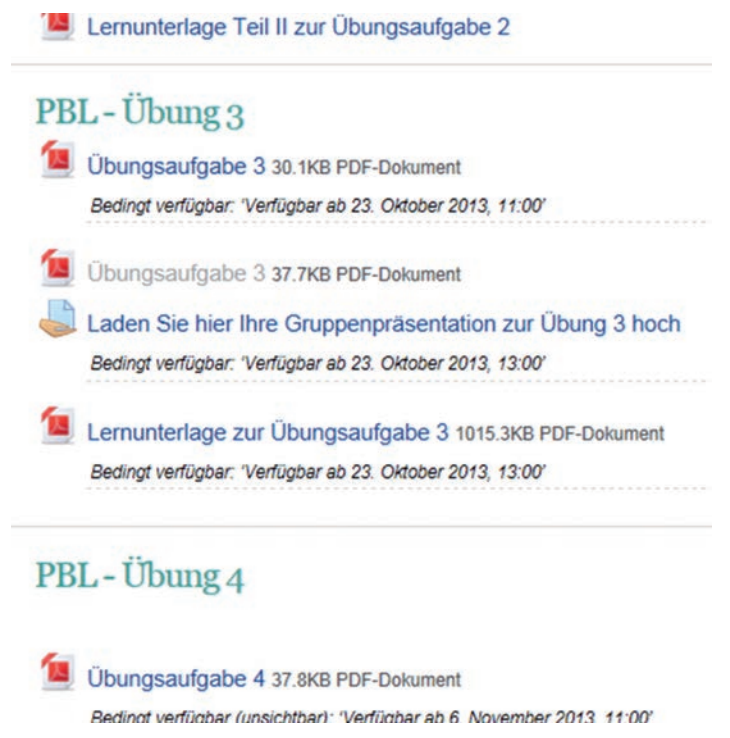 Lernunterlage Teil II zur Übungsaufgabe 2
PBL - Übung 3
Übungsaufgabe 3 30.1KB PDF-Dokument
Bedingt verfügbar: 'Verfügbar ab 23. Oktober 2013, 11:00'
Übungsaufgabe 3 37.7KB PDF-Dokument
Laden Sie hier Ihre Gruppenpräsentation zur Übung 3 hoch
Bedingt verfügbar: 'Verfügbar ab 23. Oktober 2013, 13:00'
Lernunterlage zur Übungsaufgabe 3 1015.3KB PDF-Dokument
Bedingt verfügbar: 'Verfügbar ab 23. Oktober 2013, 13:00'
PBL - Übung 4
Übungsaufgabe 4 37.8KB PDF-Dokument
Bedingt verfügbar (unsichtbar): 'Verfügbar ab 6. November 2013, 11:00'